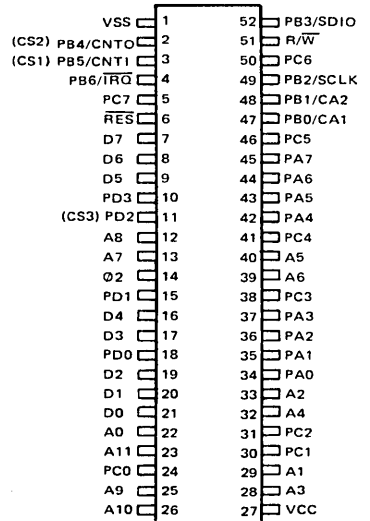 VSS 1 52 PB3/SDIO
(CS2) PB4/CNTO 2 51 R/W̅
(CS1) PB5/CNTI 3 50 PC6
PB6/I̅R̅Q̅ 4 49 PB2/SCLK
PC7 5 48 PB1/CA2
R̅E̅S̅ 6 47 PB0/CA1
D7 7 46 PC5
D6 8 45 PA7
D5 9 44 PA6
PD3 10 43 PA5
(CS3) PD2 11 42 PA4
A8 12 41 PC4
A7 13 40 A5
Ø2 14 39 A6
PD1 15 38 PC3
D4 16 37 PA3
D3 17 36 PA2
PD0 18 35 PA1
D2 19 34 PA0
D1 20 33 A2
D0 21 32 A4
A0 22 31 PC2
A11 23 30 PC1
PC0 24 29 A1
A9 25 28 A3
A10 26 27 VCC